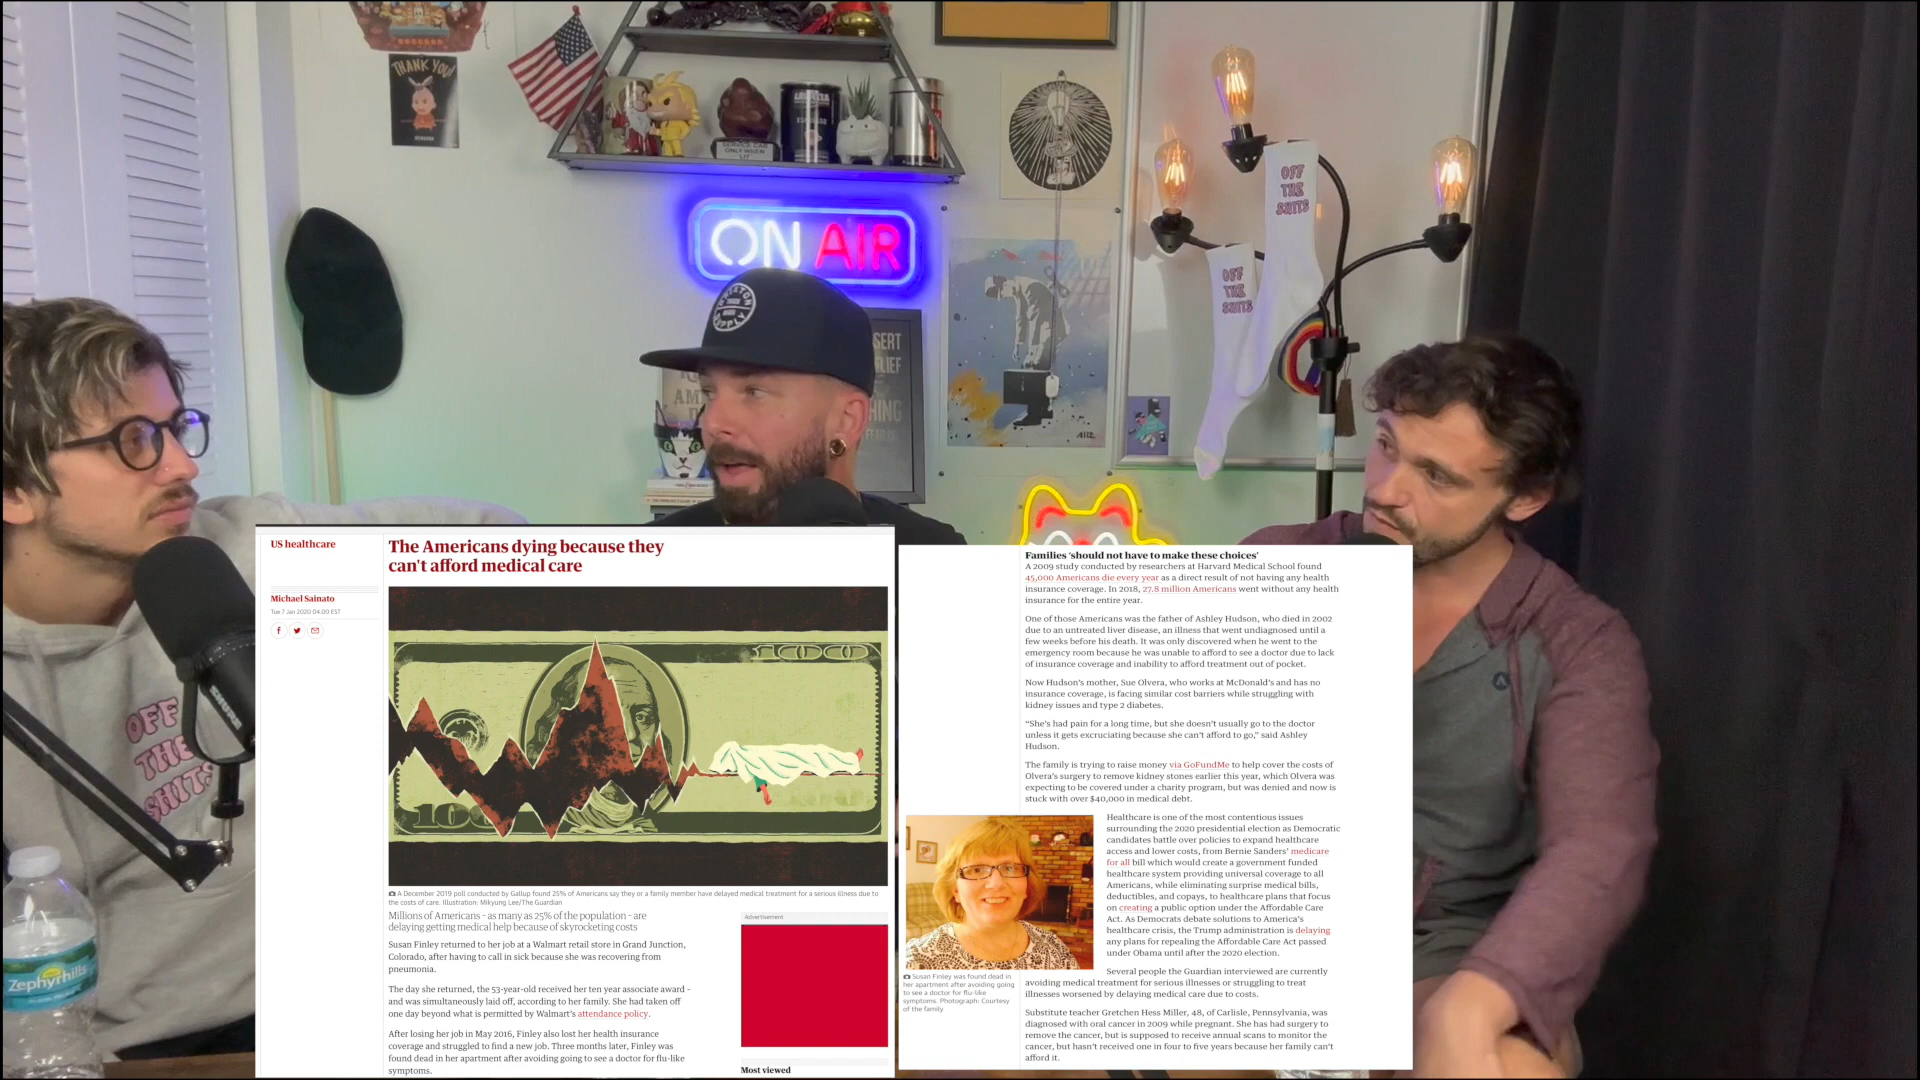 THANK YOU!
SERVICE CAR
ONLY WHEN
LIT
ON AIR
OFF
THE
SHITS
OFF
THE
SHITS
SUPPLY
AIZ
OFF
THE
SHITS
SHURE
Zephyrhills
US healthcare
Michael Sainato
Tue 7 Jan 2020 04.00 EST
The Americans dying because they
can't afford medical care
A December 2019 poll conducted by Gallup found 25% of Americans say they or a family member have delayed medical treatment for a serious illness due to
the costs of care. Illustration: Mikyung Lee/The Guardian
Millions of Americans – as many as 25% of the population – are
delaying getting medical help because of skyrocketing costs
Susan Finley returned to her job at a Walmart retail store in Grand Junction,
Colorado, after having to call in sick because she was recovering from
pneumonia.
The day she returned, the 53-year-old received her ten year associate award –
and was simultaneously laid off, according to her family. She had taken off
one day beyond what is permitted by Walmart's attendance policy.
After losing her job in May 2016, Finley also lost her health insurance
coverage and struggled to find a new job. Three months later, Finley was
found dead in her apartment after avoiding going to see a doctor for flu-like
symptoms.
Advertisement
Most viewed
Families 'should not have to make these choices'
A 2009 study conducted by researchers at Harvard Medical School found
45,000 Americans die every year as a direct result of not having any health
insurance coverage. In 2018, 27.8 million Americans went without any health
insurance for the entire year.
One of those Americans was the father of Ashley Hudson, who died in 2002
due to an untreated liver disease, an illness that went undiagnosed until a
few weeks before his death. It was only discovered when he went to the
emergency room because he was unable to afford to see a doctor due to lack
of insurance coverage and inability to afford treatment out of pocket.
Now Hudson's mother, Sue Olvera, who works at McDonald's and has no
insurance coverage, is facing similar cost barriers while struggling with
kidney issues and type 2 diabetes.
"She's had pain for a long time, but she doesn't usually go to the doctor
unless it gets excruciating because she can't afford to go," said Ashley
Hudson.
The family is trying to raise money via GoFundMe to help cover the costs of
Olvera's surgery to remove kidney stones earlier this year, which Olvera was
expecting to be covered under a charity program, but was denied and now is
stuck with over $40,000 in medical debt.
Healthcare is one of the most contentious issues
surrounding the 2020 presidential election as Democratic
candidates battle over policies to expand healthcare
access and lower costs, from Bernie Sanders' medicare
for all bill which would create a government funded
healthcare system providing universal coverage to all
Americans, while eliminating surprise medical bills,
deductibles, and copays, to healthcare plans that focus
on creating a public option under the Affordable Care
Act. As Democrats debate solutions to America's
healthcare crisis, the Trump administration is delaying
any plans for repealing the Affordable Care Act passed
under Obama until after the 2020 election.
Susan Finley was found dead in
her apartment after avoiding going
to see a doctor for flu-like
symptoms. Photograph: Courtesy
of the family
Several people the Guardian interviewed are currently
avoiding medical treatment for serious illnesses or struggling to treat
illnesses worsened by delaying medical care due to costs.
Substitute teacher Gretchen Hess Miller, 48, of Carlisle, Pennsylvania, was
diagnosed with oral cancer in 2009 while pregnant. She has had surgery to
remove the cancer, but is supposed to receive annual scans to monitor the
cancer, but hasn't received one in four to five years because her family can't
afford it.